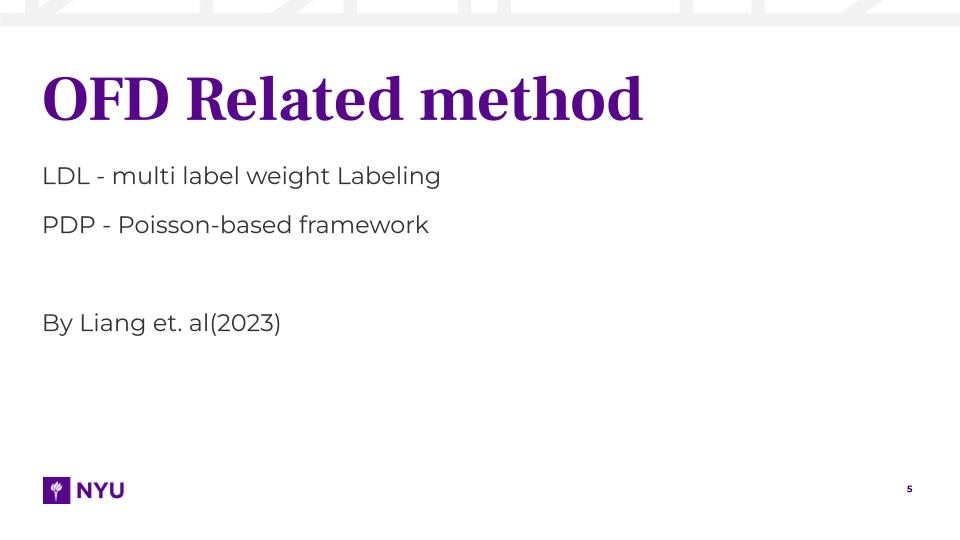 OFD Related method
LDL - multi label weight Labeling
PDP - Poisson-based framework
By Liang et. al(2023)
NYU
5